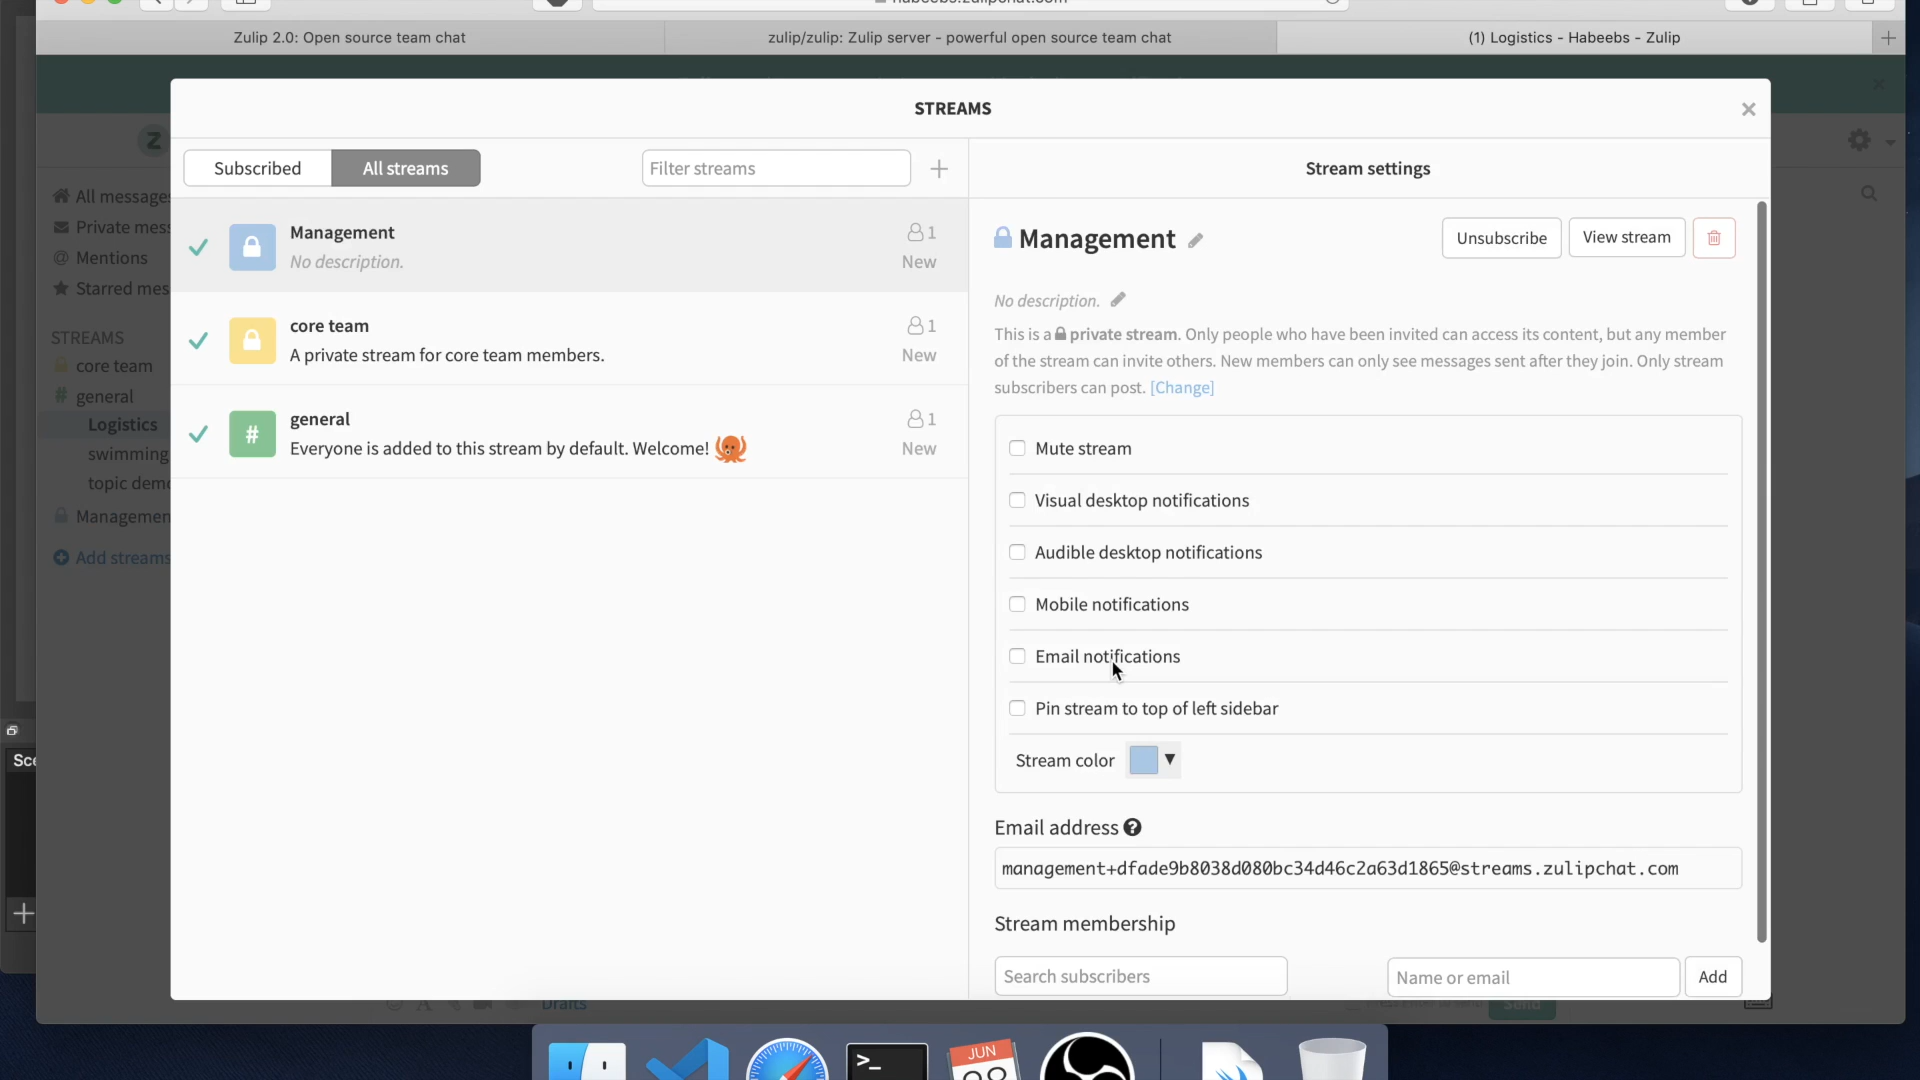 Zulip 2.0: Open source team chat
zulip/zulip: Zulip server - powerful open source team chat
(1) Logistics - Habeebs - Zulip
STREAMS
×
Subscribed
All streams
Filter streams
+
Stream settings
All messages
Private mess
@ Mentions
Starred mes
STREAMS
core team
# general
Logistics
swimming
topic demo
Managemen
Add streams
Management
No description.
1
New
core team
A private stream for core team members.
1
New
#
general
Everyone is added to this stream by default. Welcome!
1
New
Management
Unsubscribe
View stream
No description.
This is a private stream. Only people who have been invited can access its content, but any member
of the stream can invite others. New members can only see messages sent after they join. Only stream
subscribers can post. [Change]
Mute stream
Visual desktop notifications
Audible desktop notifications
Mobile notifications
Email notifications
Pin stream to top of left sidebar
Stream color
Email address
management+dfade9b8038d080bc34d46c2a63d1865@streams.zulipchat.com
Stream membership
Search subscribers
Name or email
Add
Sce
Drafts
Send
>_
JUN